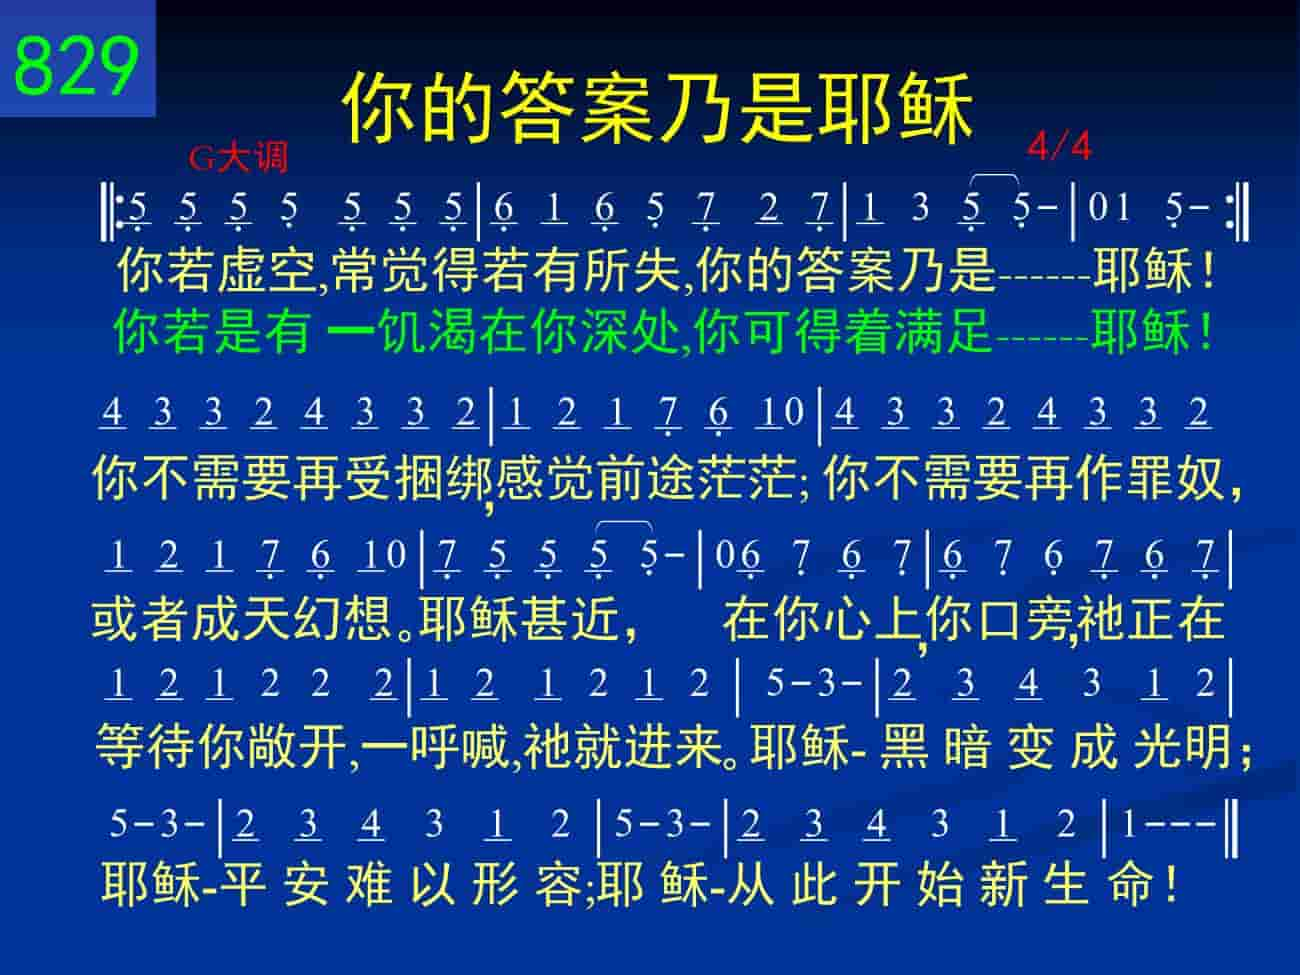 829
你的答案乃是耶稣
G大调 4/4
‖: 5 5 5 5 5 5 5 | 6 1 6 5 7 2 7 | 1 3 5 5 - | 0 1 5 - :‖
你若虚空,常觉得若有所失,你的答案乃是------耶稣！
你若是有 一饥渴在你深处,你可得着满足------耶稣！
4 3 3 2 4 3 3 2 | 1 2 1 7 6 1 0 | 4 3 3 2 4 3 3 2
你不需要再受捆绑,感觉前途茫茫; 你不需要再作罪奴，
1 2 1 7 6 1 0 | 7 5 5 5 5 - | 0 6 7 6 7 | 6 7 6 7 6 7 |
或者成天幻想。耶稣甚近， 在你心上,你口旁,祂正在
1 2 1 2 2 2 | 1 2 1 2 1 2 | 5 - 3 - | 2 3 4 3 1 2 |
等待你敞开,一呼喊,祂就进来。耶稣- 黑 暗 变 成 光明；
5 - 3 - | 2 3 4 3 1 2 | 5 - 3 - | 2 3 4 3 1 2 | 1 - - - ‖
耶稣-平 安 难 以 形 容;耶 稣-从 此 开 始 新 生 命！